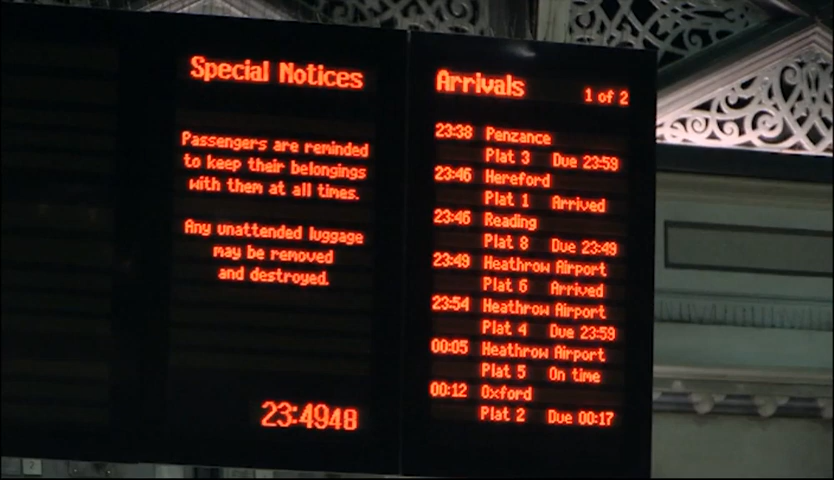 Special Notices
Passengers are reminded
to keep their belongings
with them at all times.
Any unattended luggage
may be removed
and destroyed.
23:4948
Arrivals 1 of 2
23:38 Penzance
Plat 3 Due 23:59
23:46 Hereford
Plat 1 Arrived
23:46 Reading
Plat 8 Due 23:49
23:49 Heathrow Airport
Plat 6 Arrived
23:54 Heathrow Airport
Plat 4 Due 23:59
00:05 Heathrow Airport
Plat 5 On time
00:12 Oxford
Plat 2 Due 00:17
2